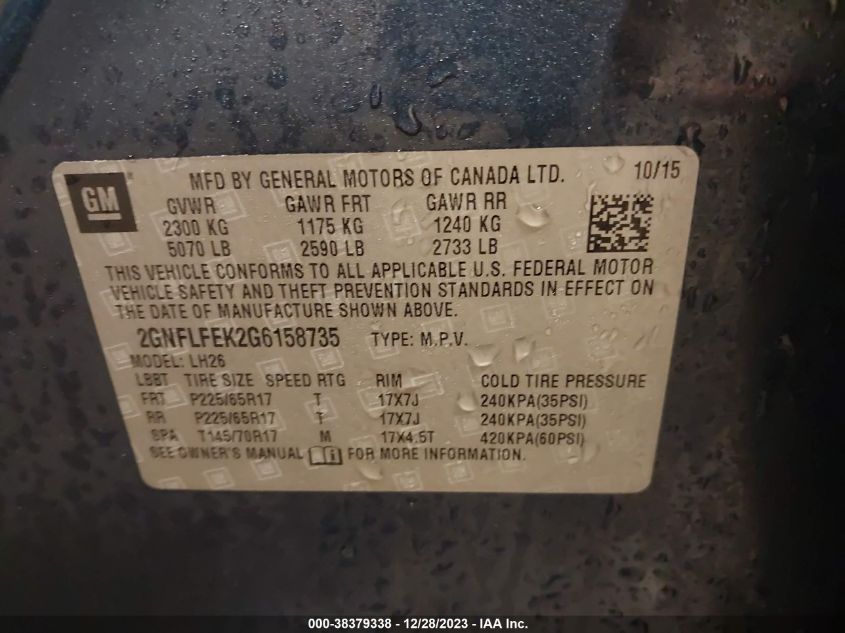 GM
MFD BY GENERAL MOTORS OF CANADA LTD. 10/15
GVWR GAWR FRT GAWR RR
2300 KG 1175 KG 1240 KG
5070 LB 2590 LB 2733 LB
THIS VEHICLE CONFORMS TO ALL APPLICABLE U.S. FEDERAL MOTOR
VEHICLE SAFETY AND THEFT PREVENTION STANDARDS IN EFFECT ON
THE DATE OF MANUFACTURE SHOWN ABOVE.
2GNFLFEK2G6158735 TYPE: M.P.V.
MODEL: LH26
LBBT TIRE SIZE SPEED RTG RIM COLD TIRE PRESSURE
FRT P225/65R17 T 17X7J 240KPA(35PSI)
RR P225/65R17 T 17X7J 240KPA(35PSI)
SPA T145/70R17 M 17X4.5T 420KPA(60PSI)
SEE OWNER'S MANUAL FOR MORE INFORMATION.
000-38379338 - 12/28/2023 - IAA Inc.